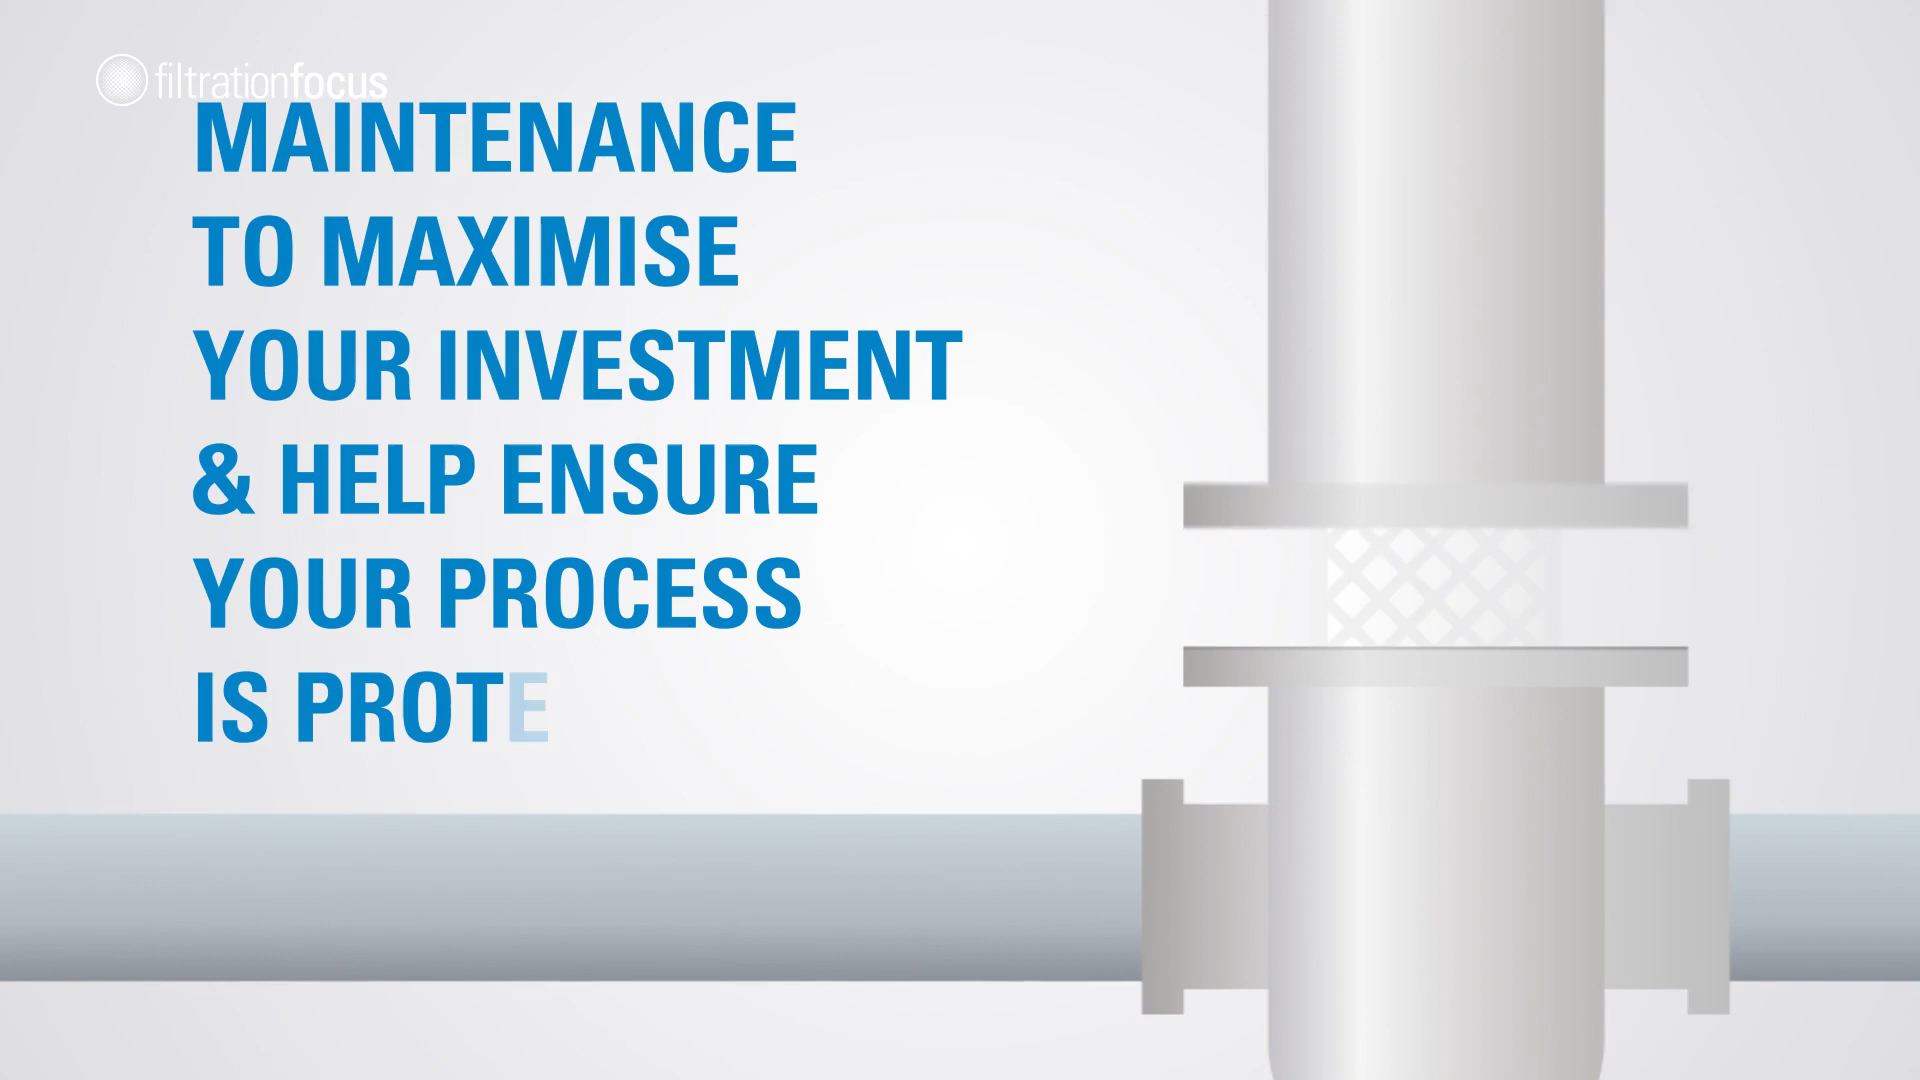 filtrationfocus
MAINTENANCE
TO MAXIMISE
YOUR INVESTMENT
& HELP ENSURE
YOUR PROCESS
IS PROTE